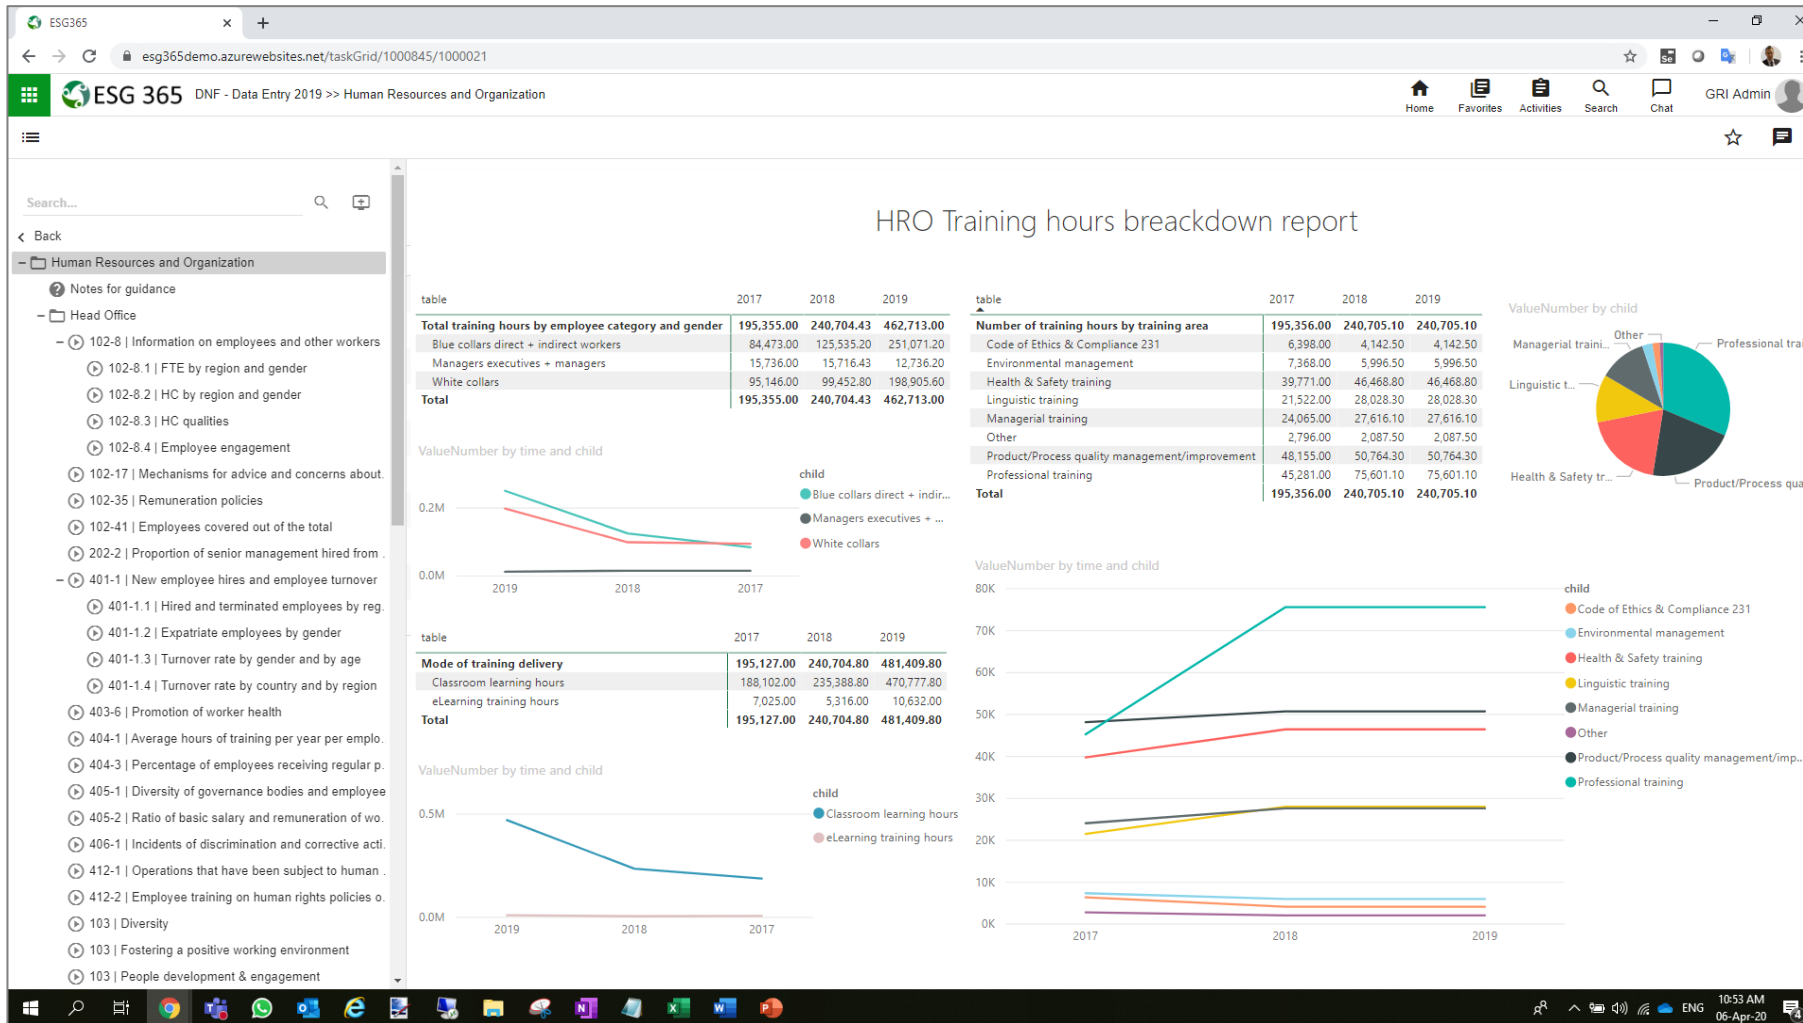 ESG365
esg365demo.azurewebsites.net/taskGrid/1000845/1000021
ESG 365 DNF - Data Entry 2019 >> Human Resources and Organization
Home Favorites Activities Search Chat GRI Admin
Search...
Back
Human Resources and Organization
Notes for guidance
Head Office
102-8 | Information on employees and other workers
102-8.1 | FTE by region and gender
102-8.2 | HC by region and gender
102-8.3 | HC qualities
102-8.4 | Employee engagement
102-17 | Mechanisms for advice and concerns about.
102-35 | Remuneration policies
102-41 | Employees covered out of the total
202-2 | Proportion of senior management hired from .
401-1 | New employee hires and employee turnover
401-1.1 | Hired and terminated employees by reg.
401-1.2 | Expatriate employees by gender
401-1.3 | Turnover rate by gender and by age
401-1.4 | Turnover rate by country and by region
403-6 | Promotion of worker health
404-1 | Average hours of training per year per emplo.
404-3 | Percentage of employees receiving regular p.
405-1 | Diversity of governance bodies and employee
405-2 | Ratio of basic salary and remuneration of wo.
406-1 | Incidents of discrimination and corrective acti.
412-1 | Operations that have been subject to human .
412-2 | Employee training on human rights policies o.
103 | Diversity
103 | Fostering a positive working environment
103 | People development & engagement
HRO Training hours breackdown report
table 2017 2018 2019
Total training hours by employee category and gender 195,355.00 240,704.43 462,713.00
Blue collars direct + indirect workers 84,473.00 125,535.20 251,071.20
Managers executives + managers 15,736.00 15,716.43 12,736.20
White collars 95,146.00 99,452.80 198,905.60
Total 195,355.00 240,704.43 462,713.00
ValueNumber by time and child
child
Blue collars direct + indir...
Managers executives + ...
White collars
0.2M
0.0M
2019 2018 2017
table 2017 2018 2019
Mode of training delivery 195,127.00 240,704.80 481,409.80
Classroom learning hours 188,102.00 235,388.80 470,777.80
eLearning training hours 7,025.00 5,316.00 10,632.00
Total 195,127.00 240,704.80 481,409.80
ValueNumber by time and child
child
Classroom learning hours
eLearning training hours
0.5M
0.0M
2019 2018 2017
table 2017 2018 2019
Number of training hours by training area 195,356.00 240,705.10 240,705.10
Code of Ethics & Compliance 231 6,398.00 4,142.50 4,142.50
Environmental management 7,368.00 5,996.50 5,996.50
Health & Safety training 39,771.00 46,468.80 46,468.80
Linguistic training 21,522.00 28,028.30 28,028.30
Managerial training 24,065.00 27,616.10 27,616.10
Other 2,796.00 2,087.50 2,087.50
Product/Process quality management/improvement 48,155.00 50,764.30 50,764.30
Professional training 45,281.00 75,601.10 75,601.10
Total 195,356.00 240,705.10 240,705.10
ValueNumber by child
Other
Managerial traini...
Professional trai
Linguistic t...
Health & Safety tr...
Product/Process qua
ValueNumber by time and child
80K
70K
60K
50K
40K
30K
20K
10K
0K
2017 2018 2019
child
Code of Ethics & Compliance 231
Environmental management
Health & Safety training
Linguistic training
Managerial training
Other
Product/Process quality management/imp...
Professional training
ENG
10:53 AM
06-Apr-20
4